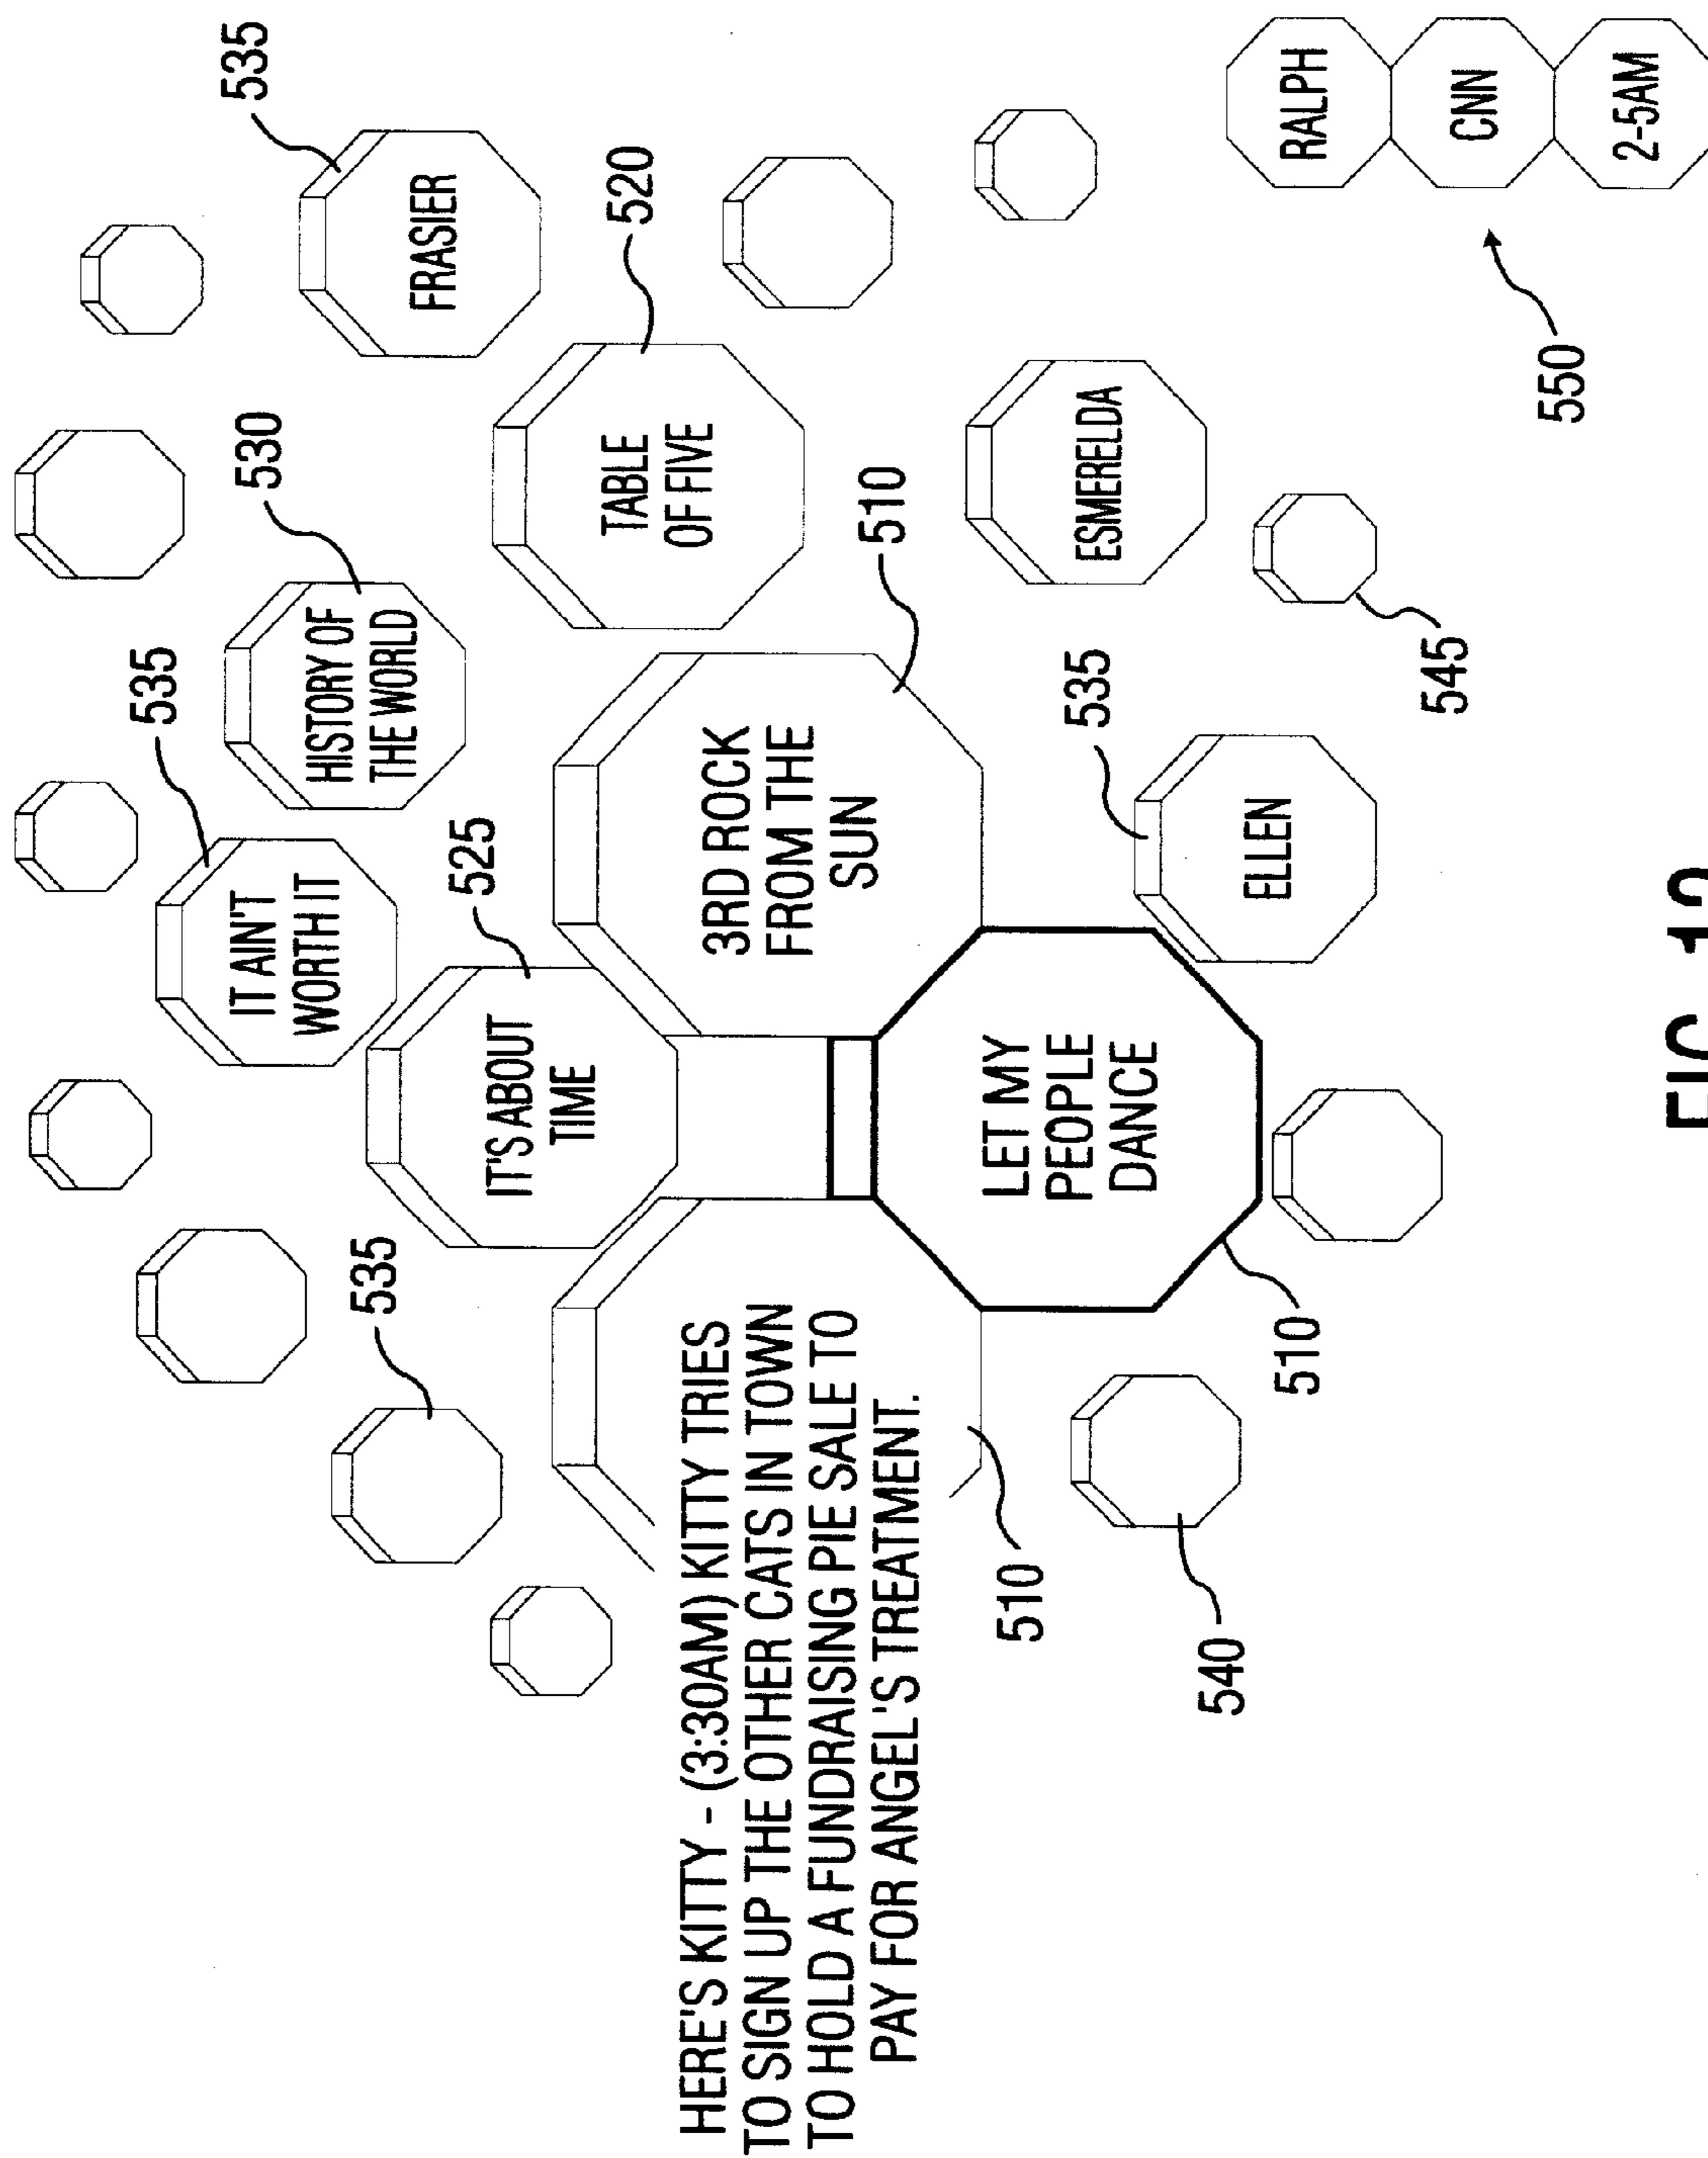 535
IT AIN'T
WORTH IT
530
535
HISTORY OF
THE WORLD
535
FRASIER
525
IT'S ABOUT
TIME
520
TABLE
OF FIVE
HERE'S KITTY - (3:30AM) KITTY TRIES
TO SIGN UP THE OTHER CATS IN TOWN
TO HOLD A FUNDRAISING PIE SALE TO
PAY FOR ANGEL'S TREATMENT.
3RD ROCK
FROM THE
SUN
510
510
LET MY
PEOPLE
DANCE
535
ESMERELDA
540
510
ELLEN
RALPH
545
CNN
550
2-5AM